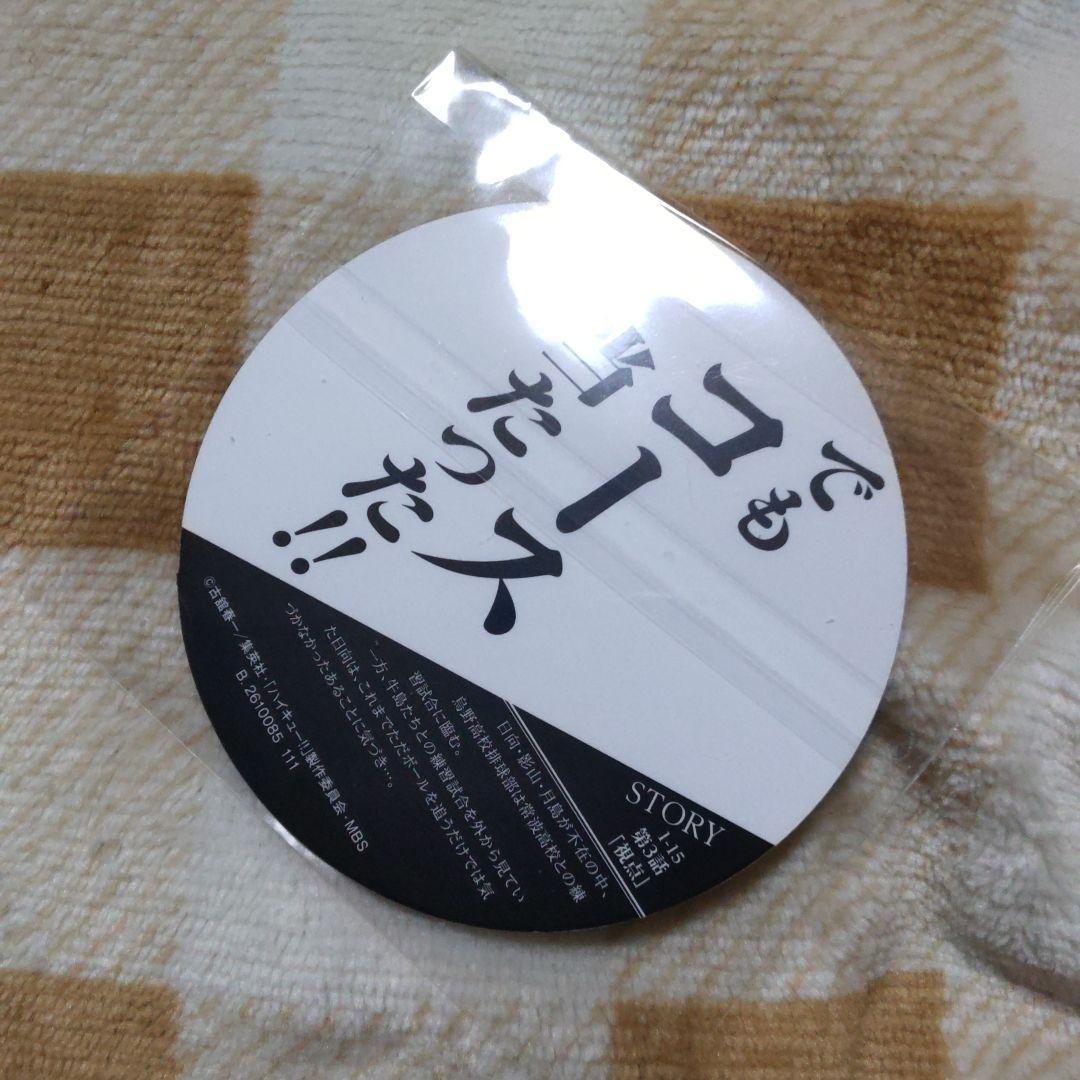 でも
コース
だった!!
STORY
1-15
第3話
「視点」
日向・影山・月島が不在の中、
烏野高校排球部は常波高校との練
習試合に臨む。
一方、牛島たちとの練習試合を外から見てい
た日向は、これまでただボールを追うだけでは気
づかなかったあることに気づき…。
©古舘春一/集英社・「ハイキュー!!」製作委員会・MBS
B. 2610085 111